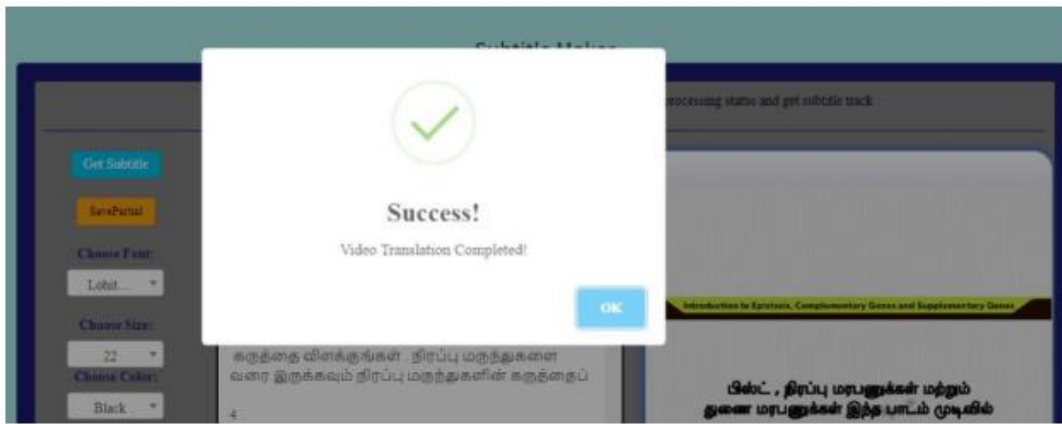 Subtitle Maker
processing status and get subtitle track
Get Subtitle
SavePartial
Choose Font:
Lohit...
Choose Size:
22
Choose Color:
Black
Success!
Video Translation Completed!
OK
கருத்தை விளக்குங்கள் . நிரப்பு மருந்துகளை
வரை இருக்கவும் நிரப்பு மருந்துகளின் கருத்தைப்
4
Introduction to Epistasis, Complementary Genes and Supplementary Genes
பிஸ்ட் , நிரப்பு மரபணுக்கள் மற்றும்
துணை மரபணுக்கள் இந்த பாடம் முடிவில்